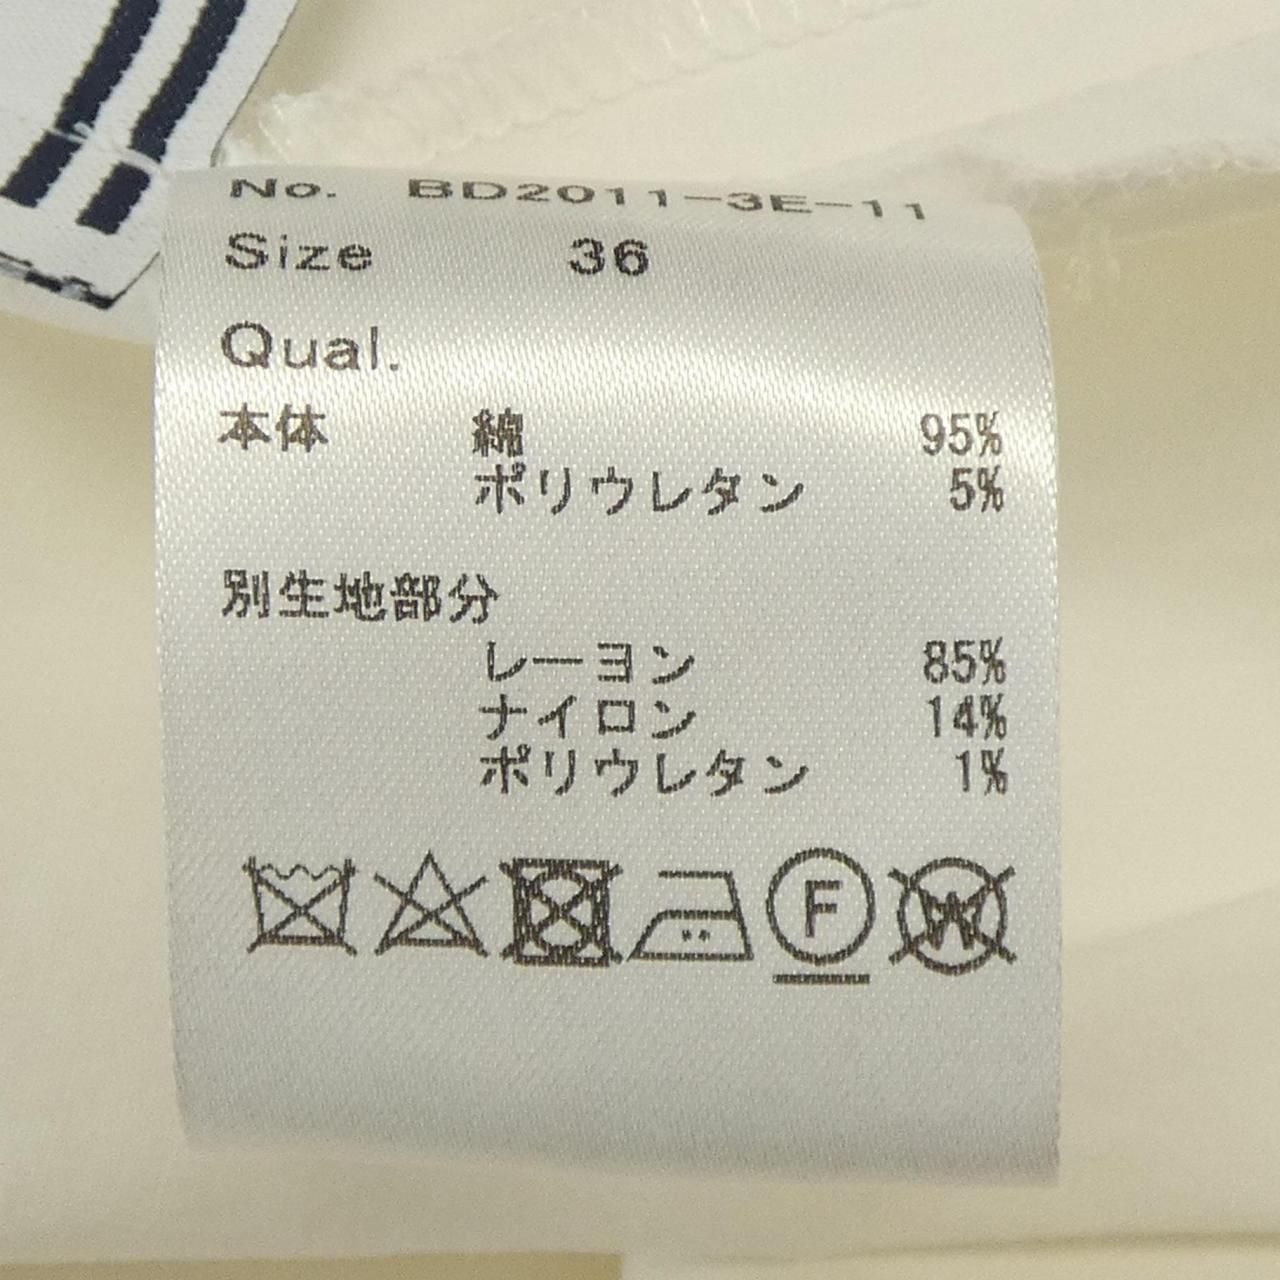 No. BD2011-3E-11
Size 36
Qual.
本体 綿 95%
ポリウレタン 5%
別生地部分
レーヨン 85%
ナイロン 14%
ポリウレタン 1%
F W